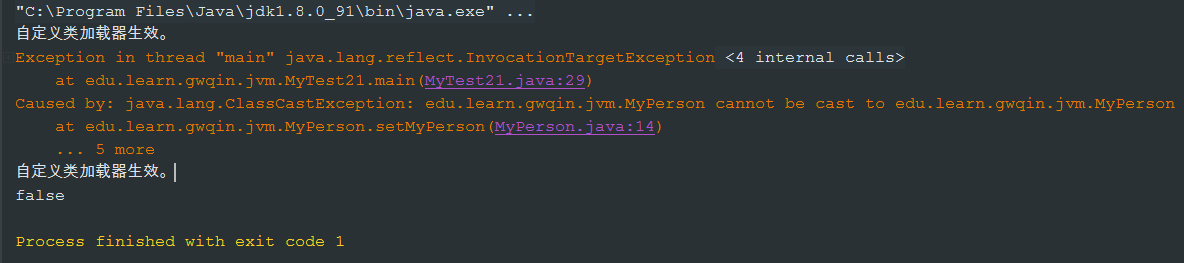 "C:\Program Files\Java\jdk1.8.0_91\bin\java.exe" ...
自定义类加载器生效。
Exception in thread "main" java.lang.reflect.InvocationTargetException <4 internal calls>
    at edu.learn.gwqin.jvm.MyTest21.main(MyTest21.java:29)
Caused by: java.lang.ClassCastException: edu.learn.gwqin.jvm.MyPerson cannot be cast to edu.learn.gwqin.jvm.MyPerson
    at edu.learn.gwqin.jvm.MyPerson.setMyPerson(MyPerson.java:14)
    ... 5 more
自定义类加载器生效。
false
Process finished with exit code 1